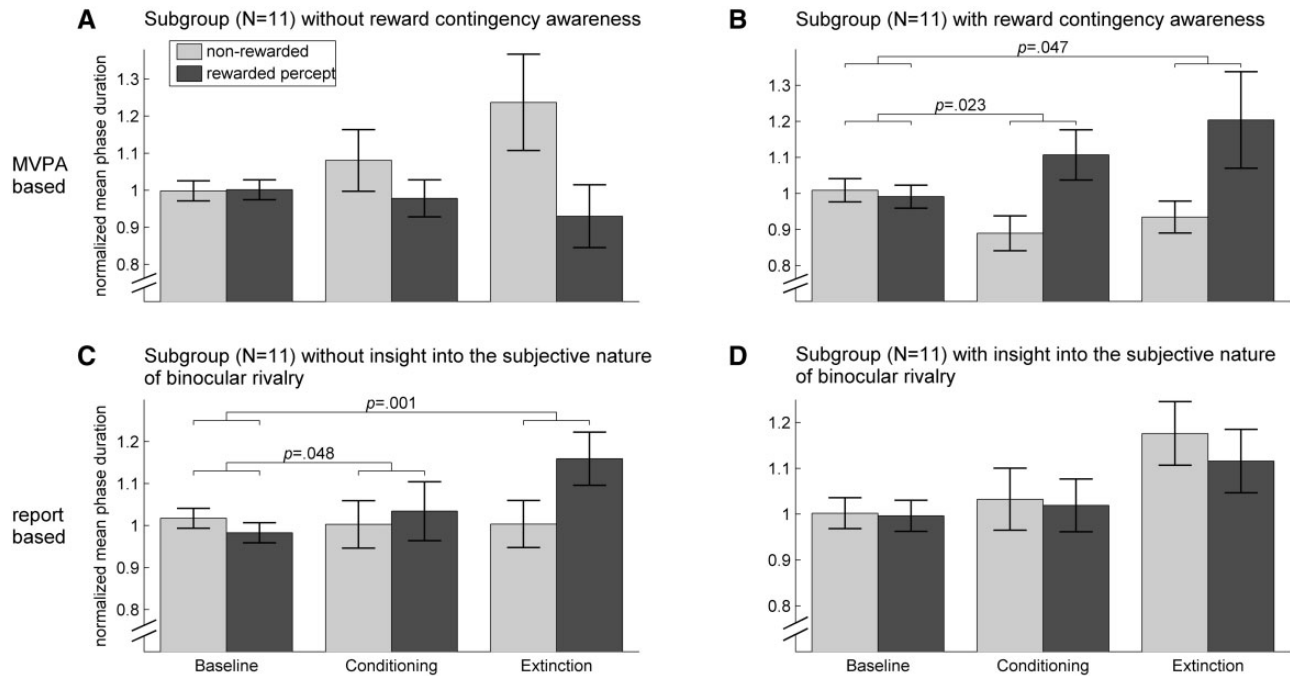 A Subgroup (N=11) without reward contingency awareness
non-rewarded
rewarded percept
MVPA
based
normalized mean phase duration
1.3
1.2
1.1
1
0.9
0.8
B Subgroup (N=11) with reward contingency awareness
p=.047
p=.023
1.3
1.2
1.1
1
0.9
0.8
C Subgroup (N=11) without insight into the subjective nature
of binocular rivalry
p=.001
p=.048
report
based
normalized mean phase duration
1.2
1.1
1
0.9
0.8
Baseline Conditioning Extinction
D Subgroup (N=11) with insight into the subjective nature
of binocular rivalry
1.2
1.1
1
0.9
0.8
Baseline Conditioning Extinction